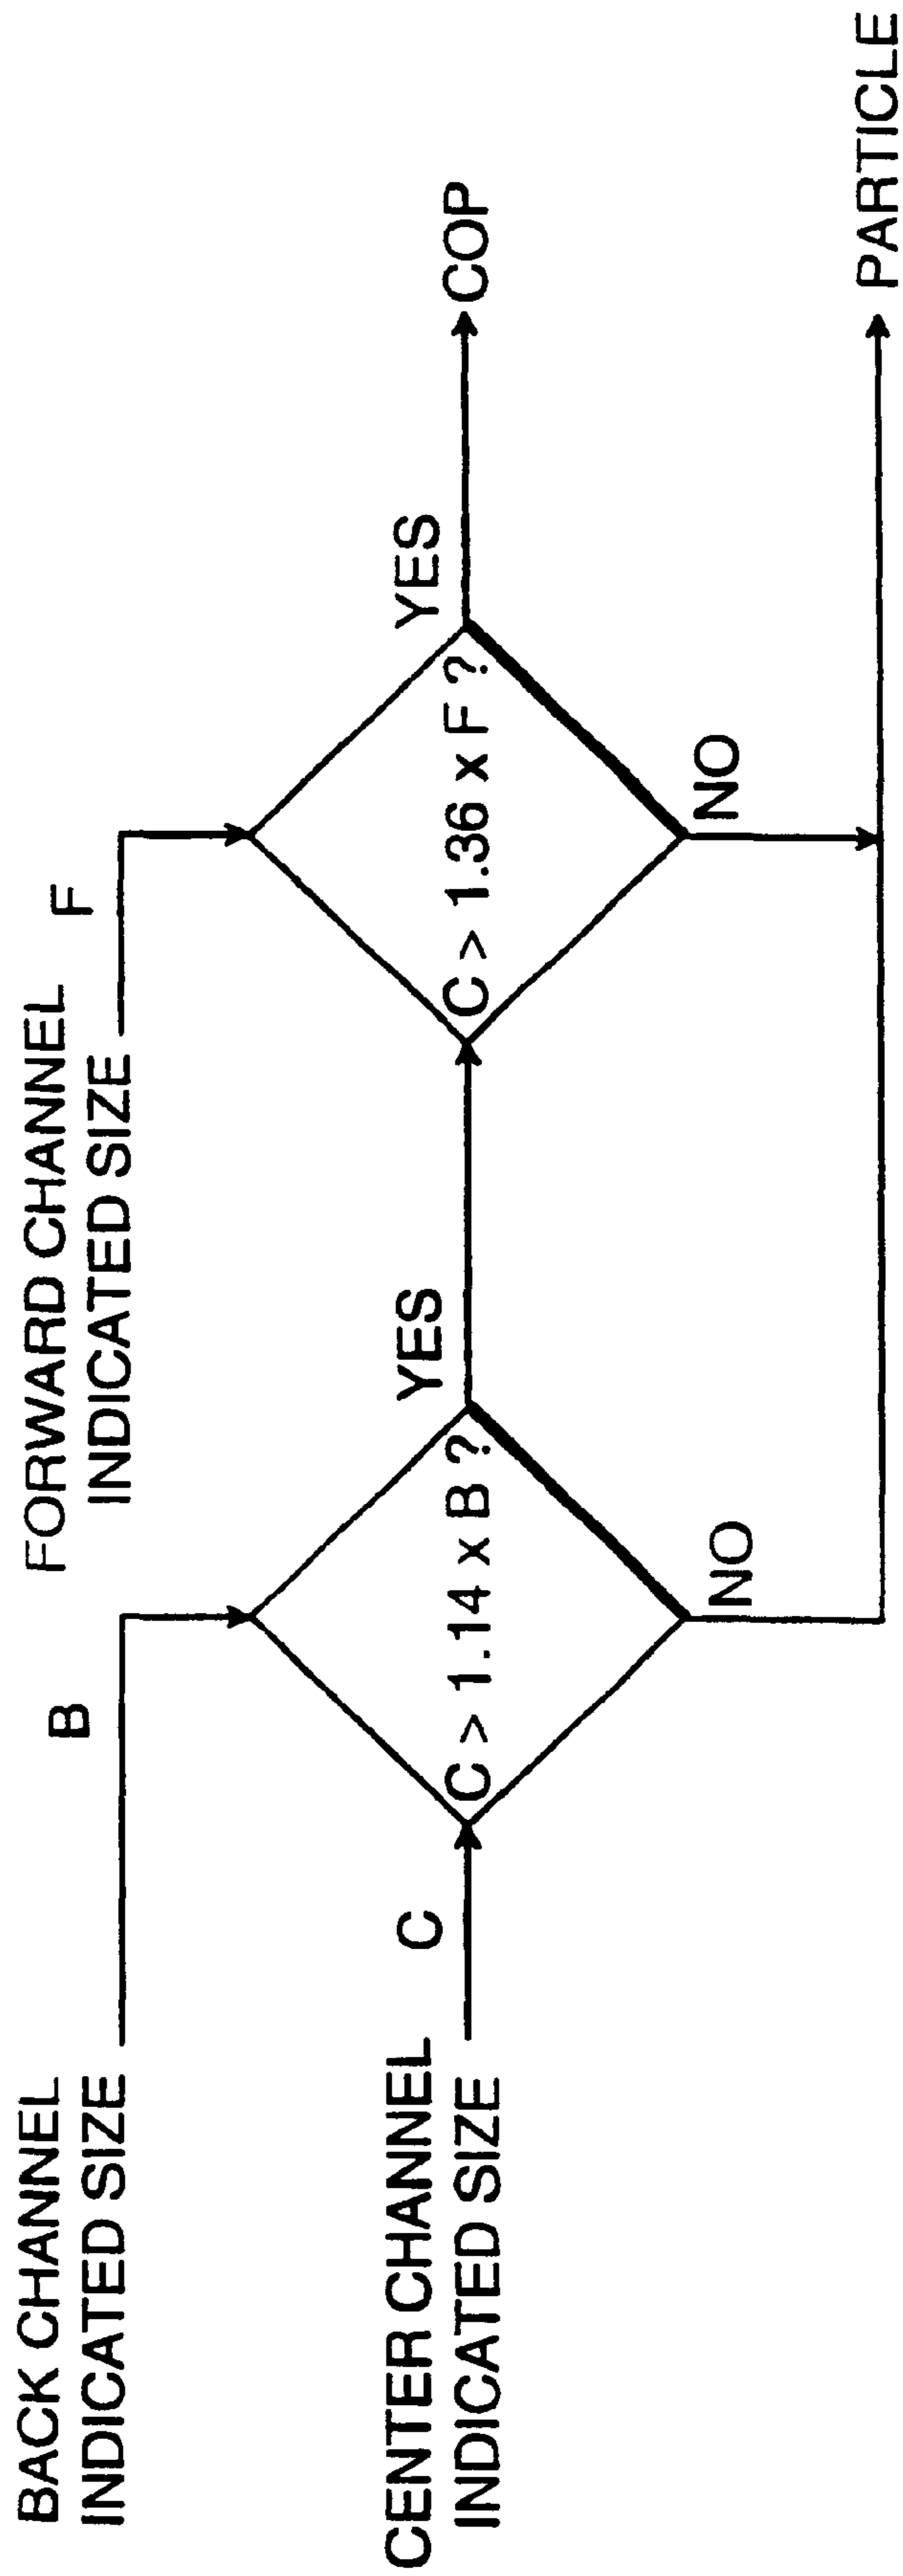 BACK CHANNEL
INDICATED SIZE
B
FORWARD CHANNEL
INDICATED SIZE
F
CENTER CHANNEL
INDICATED SIZE
C
C > 1.14 x B ?
YES
C > 1.36 x F ?
YES
COP
NO
NO
PARTICLE